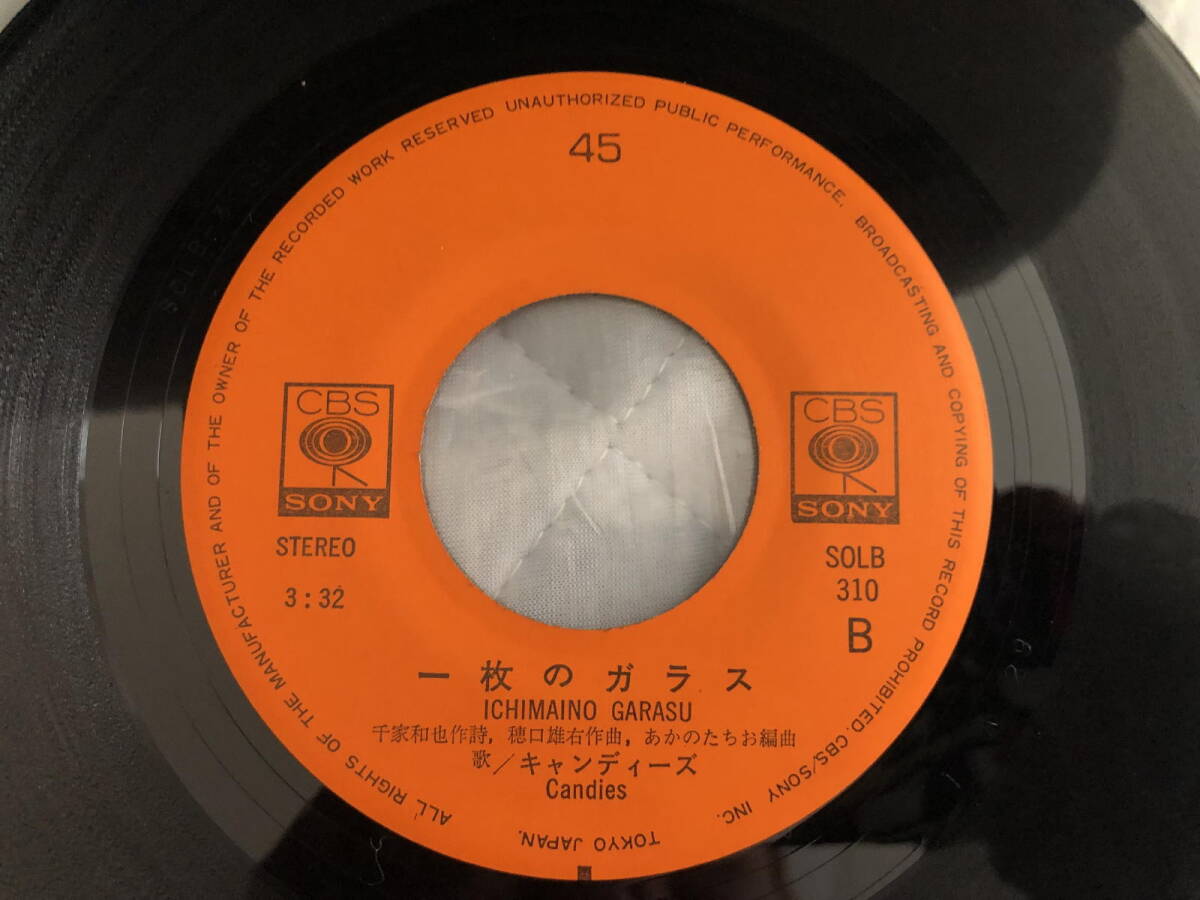 45
ALL RIGHTS OF THE MANUFACTURER AND OF THE OWNER OF THE RECORDED WORK RESERVED UNAUTHORIZED PUBLIC PERFORMANCE, BROADCASTING AND COPYING OF THIS RECORD PROHIBITED. CBS/SONY INC.
TOKYO JAPAN.
CBS
SONY
STEREO
3:32
CBS
SONY
SOLB
310
B
一枚のガラス
ICHIMAINO GARASU
千家和也作詩, 穂口雄右作曲, あかのたちお編曲
歌/キャンディーズ
Candies